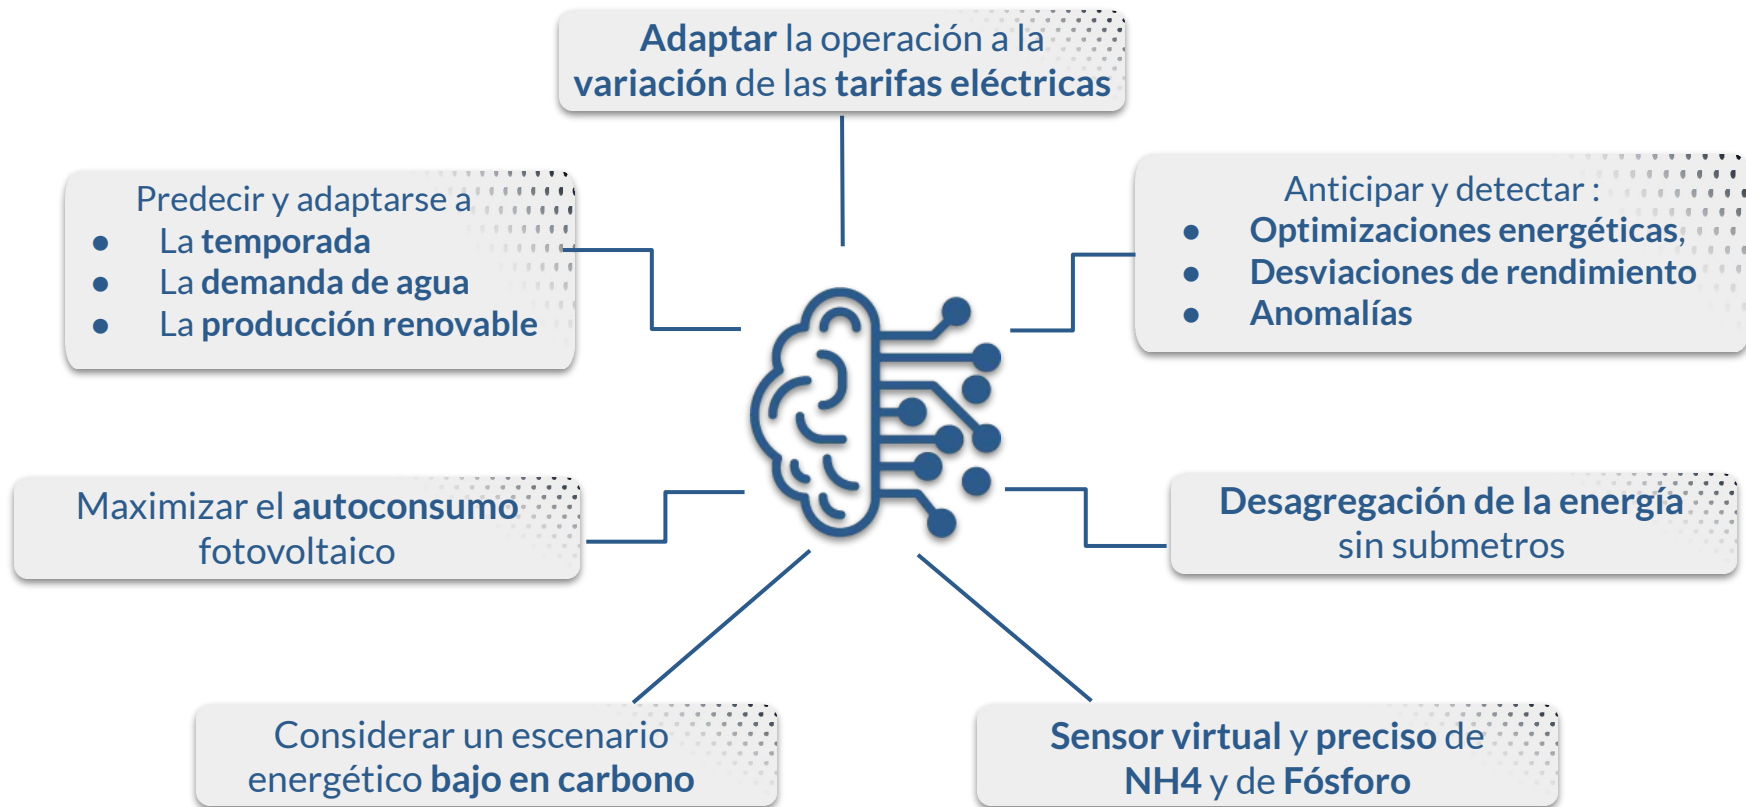 Adaptar la operación a la
variación de las tarifas eléctricas
Predecir y adaptarse a
● La temporada
● La demanda de agua
● La producción renovable
Anticipar y detectar :
● Optimizaciones energéticas,
● Desviaciones de rendimiento
● Anomalías
Maximizar el autoconsumo
fotovoltaico
Desagregación de la energía
sin submetros
Considerar un escenario
energético bajo en carbono
Sensor virtual y preciso de
NH4 y de Fósforo